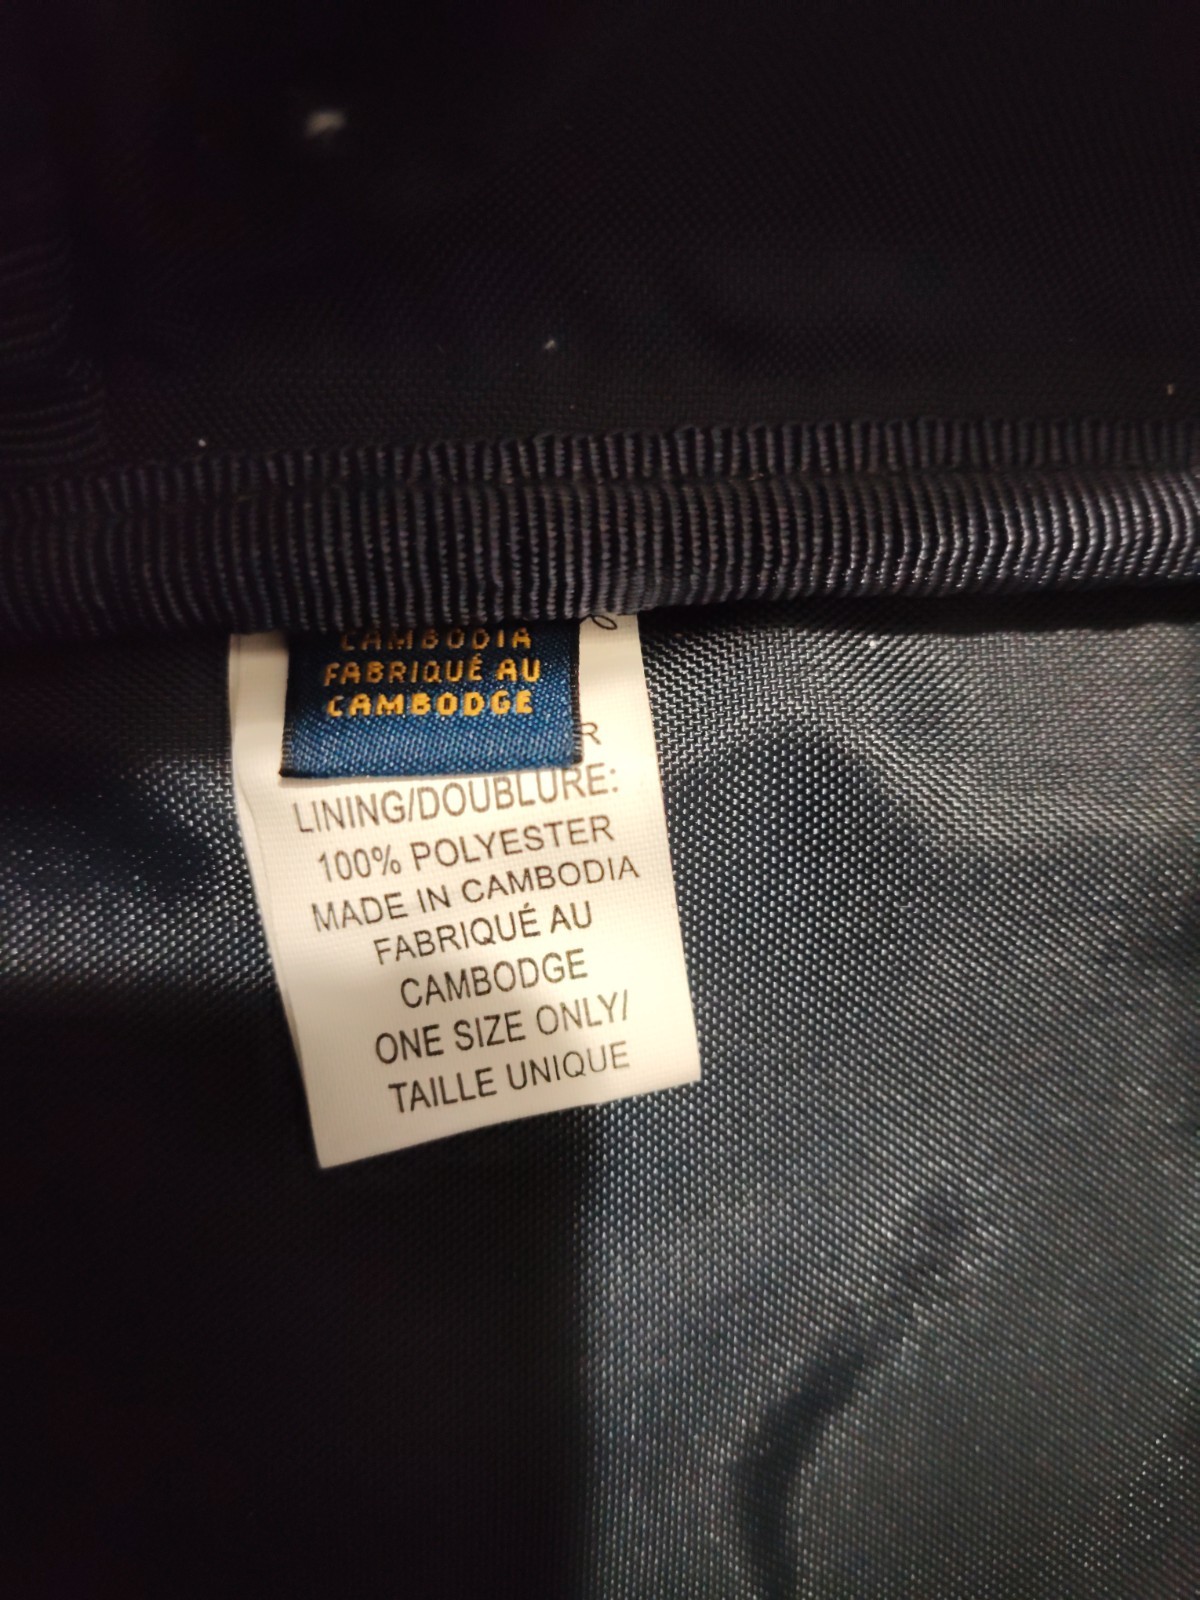 CAMBODIA
FABRIQUÉ AU
CAMBODGE
R
LINING/DOUBLURE:
100% POLYESTER
MADE IN CAMBODIA
FABRIQUÉ AU
CAMBODGE
ONE SIZE ONLY/
TAILLE UNIQUE